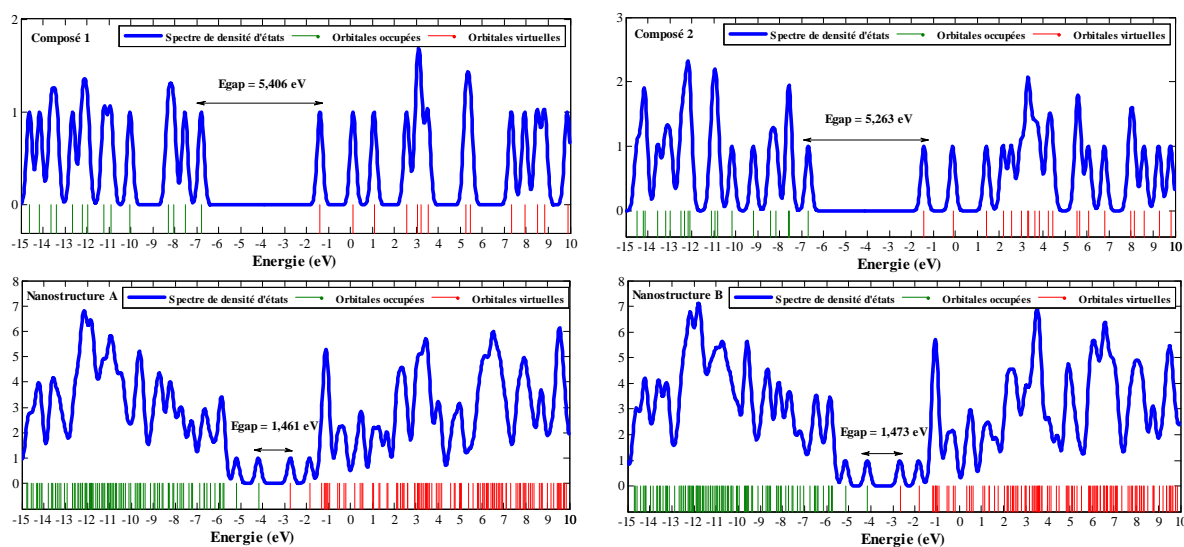 Composé 1
Spectre de densité d'états
Orbitales occupées
Orbitales virtuelles
Egap = 5,406 eV
2
1
0
-15 -14 -13 -12 -11 -10 -9 -8 -7 -6 -5 -4 -3 -2 -1 0 1 2 3 4 5 6 7 8 9 10
Energie (eV)
Composé 2
Spectre de densité d'états
Orbitales occupées
Orbitales virtuelles
Egap = 5,263 eV
3
2
1
0
-15 -14 -13 -12 -11 -10 -9 -8 -7 -6 -5 -4 -3 -2 -1 0 1 2 3 4 5 6 7 8 9 10
Energie (eV)
Nanostructure A
Spectre de densité d'états
Orbitales occupées
Orbitales virtuelles
Egap = 1,461 eV
8
7
6
5
4
3
2
1
0
-15 -14 -13 -12 -11 -10 -9 -8 -7 -6 -5 -4 -3 -2 -1 0 1 2 3 4 5 6 7 8 9 10
Energie (eV)
Nanostructure B
Spectre de densité d'états
Orbitales occupées
Orbitales virtuelles
Egap = 1,473 eV
8
7
6
5
4
3
2
1
0
-15 -14 -13 -12 -11 -10 -9 -8 -7 -6 -5 -4 -3 -2 -1 0 1 2 3 4 5 6 7 8 9 10
Energie (eV)